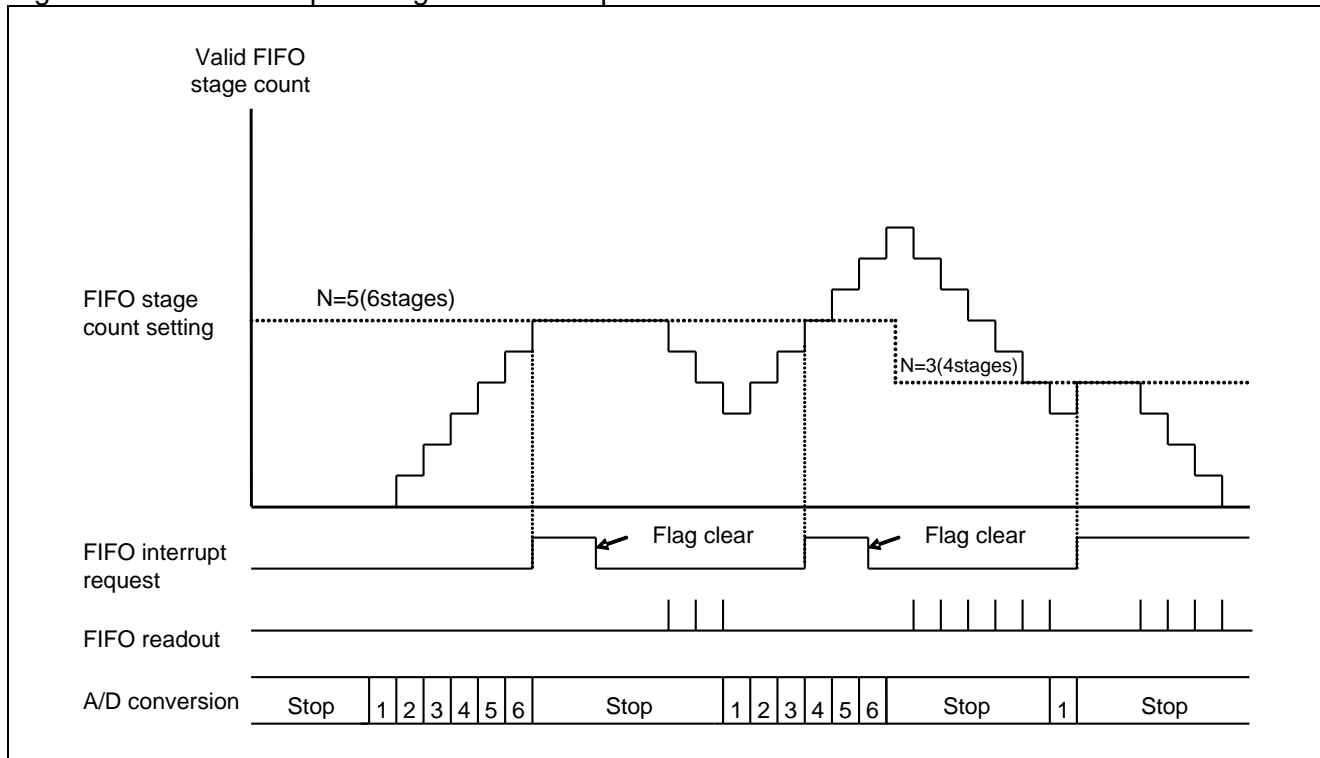 Valid FIFO
stage count
FIFO stage
count setting
N=5(6stages)
N=3(4stages)
FIFO interrupt
request
Flag clear
Flag clear
FIFO readout
A/D conversion
Stop
1
2
3
4
5
6
Stop
1
2
3
4
5
6
Stop
1
Stop